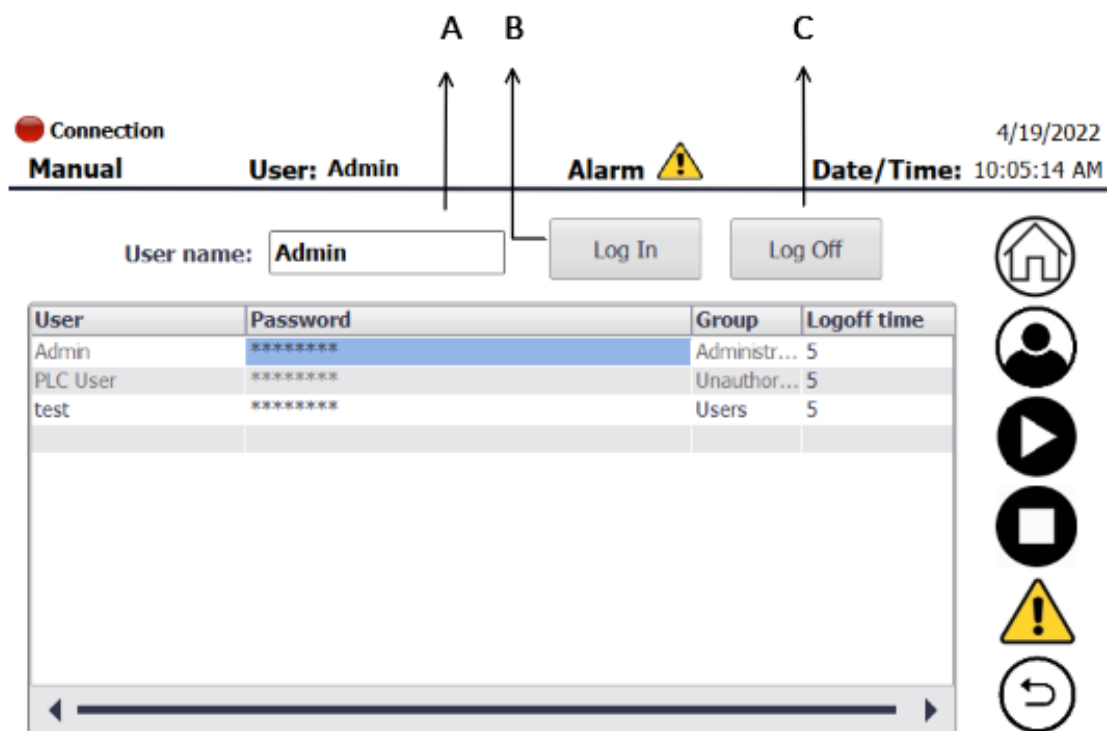 A B C
Connection 4/19/2022
Manual User: Admin Alarm Date/Time: 10:05:14 AM
User name: Admin Log In Log Off
User Password Group Logoff time
Admin ******** Administr... 5
PLC User ******** Unauthor... 5
test ******** Users 5